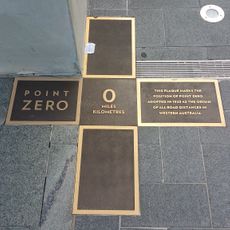 POINT
ZERO
0
MILES
KILOMETRES
THIS PLAQUE MARKS THE
POSITION OF POINT ZERO
ADOPTED IN 1925 AS THE ORIGIN
OF ALL ROAD DISTANCES IN
WESTERN AUSTRALIA